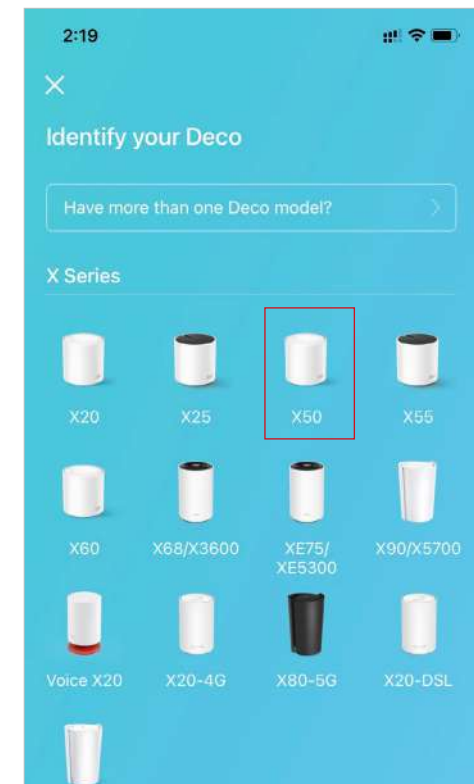 2:19
Identify your Deco
Have more than one Deco model?
X Series
X20
X25
X50
X55
X60
X68/X3600
XE75/
XE5300
X90/X5700
Voice X20
X20-4G
X80-5G
X20-DSL